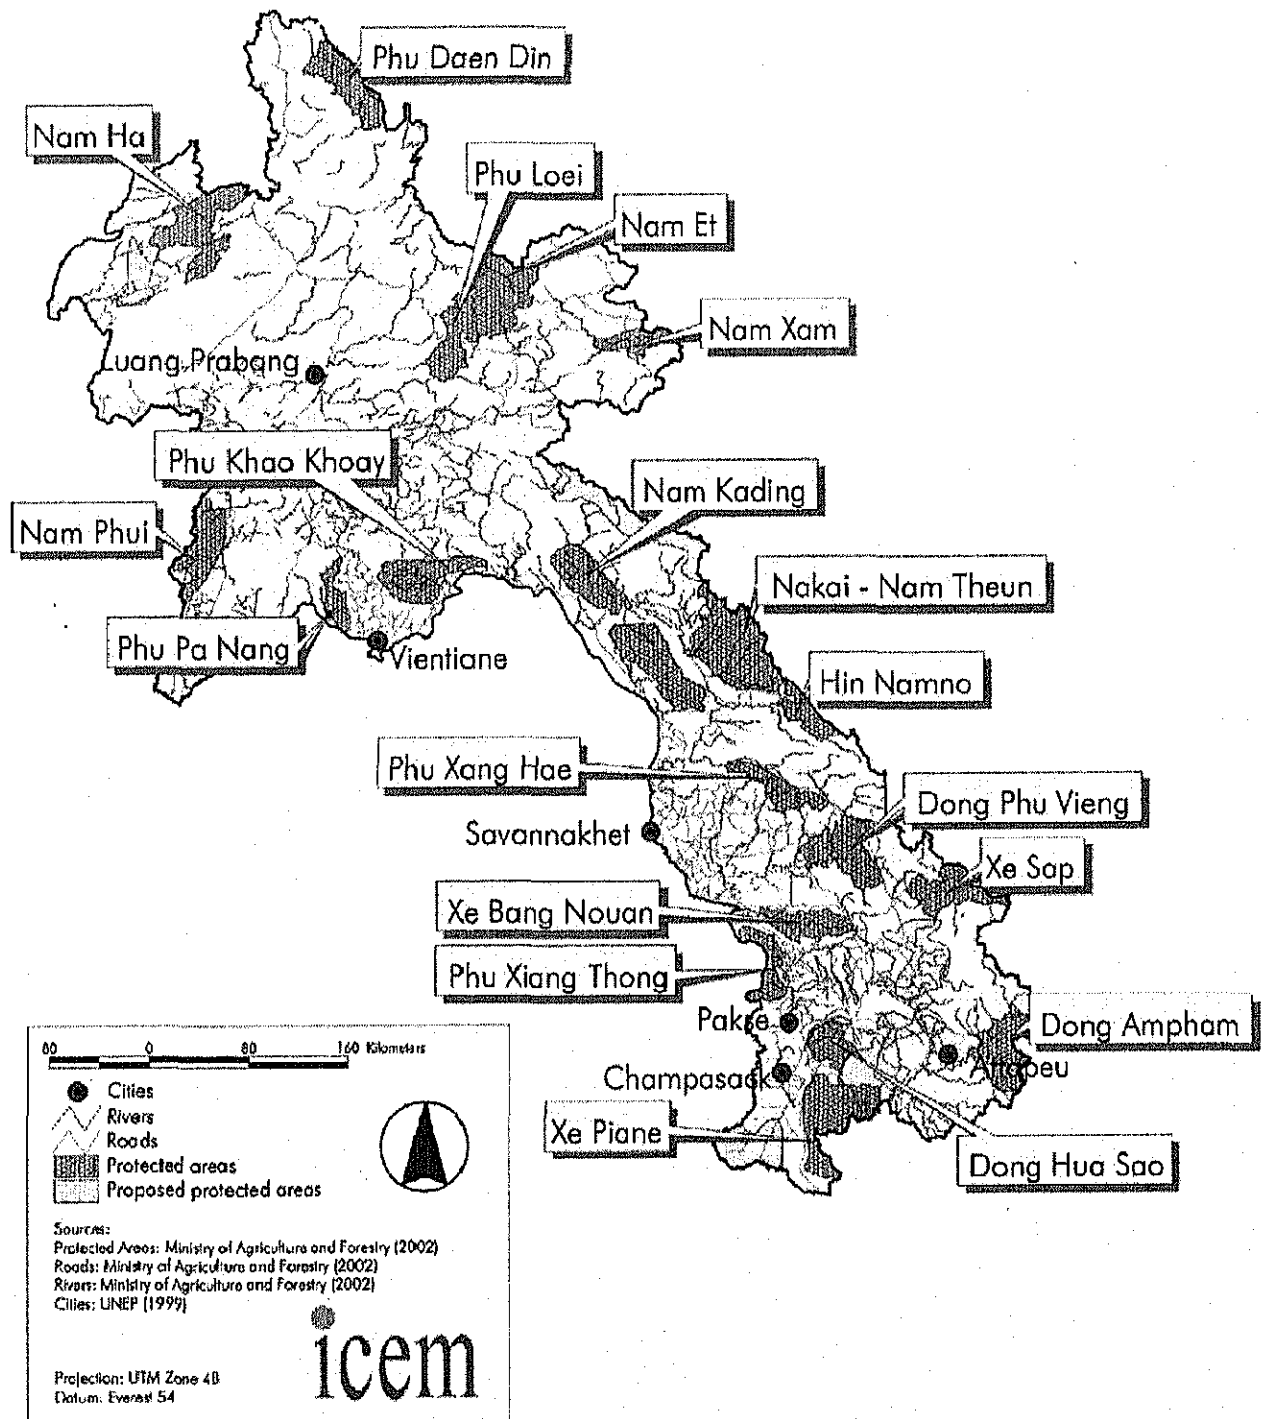 Phu Daen Din
Nam Ha
Phu Loei
Nam Et
Nam Xam
Luang Prabang
Phu Khao Khoay
Nam Kading
Nam Phui
Nakai - Nam Theun
Phu Pa Nang
Vientiane
Hin Namno
Phu Xang Hae
Dong Phu Vieng
Savannakhet
Xe Sap
Xe Bang Nouan
Phu Xiang Thong
Pakse
Dong Ampham
Attapeu
Champasack
Xe Piane
Dong Hua Sao
80 0 80 160 Kilometers
Cities
Rivers
Roads
Protected areas
Proposed protected areas
Sources:
Protected Areas: Ministry of Agriculture and Forestry (2002)
Roads: Ministry of Agriculture and Forestry (2002)
Rivers: Ministry of Agriculture and Forestry (2002)
Cities: UNEP (1999)
icem
Projection: UTM Zone 48
Datum: Everest 54